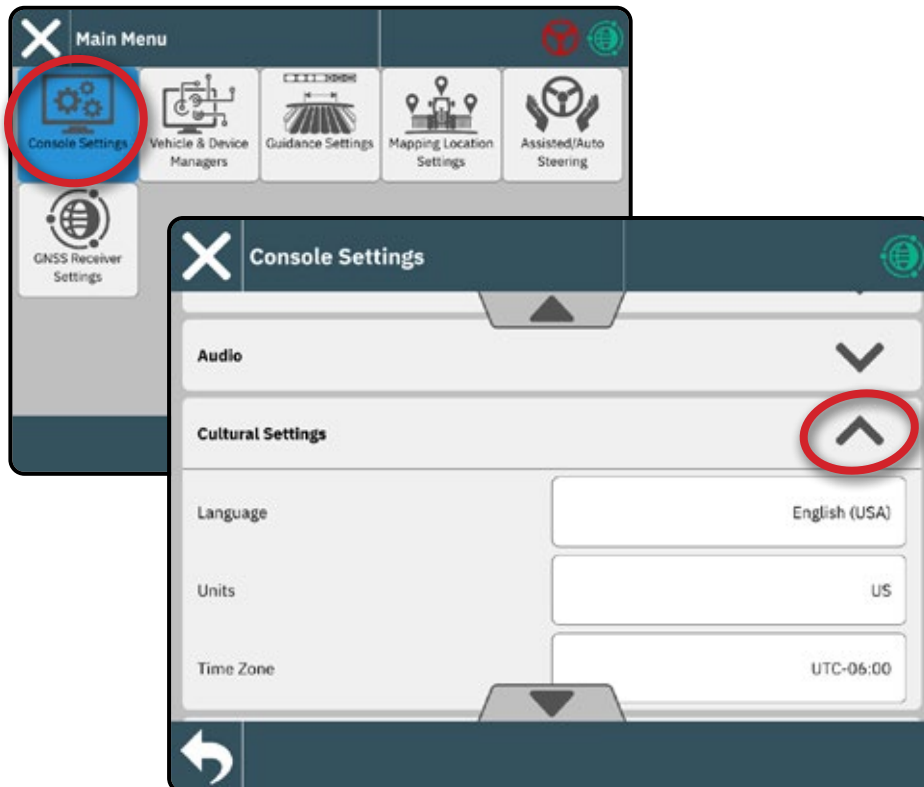 Main Menu
Console Settings
Vehicle & Device
Managers
Guidance Settings
Mapping Location
Settings
Assisted/Auto
Steering
GNSS Receiver
Settings
Console Settings
Audio
Cultural Settings
Language
English (USA)
Units
US
Time Zone
UTC-06:00